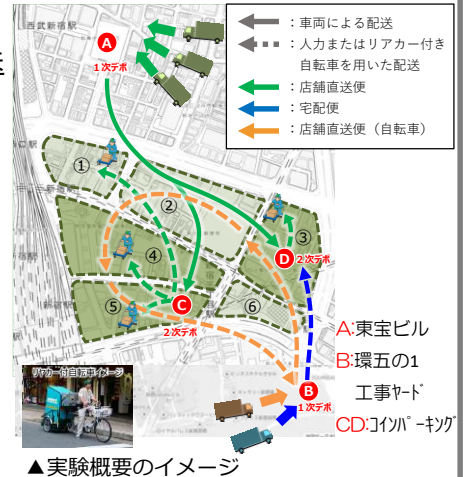 西武新宿駅
A
1次デポ
：車両による配送
：人力またはリアカー付き
自転車を用いた配送
：店舗直送便
：宅配便
：店舗直送便（自転車）
①
②
③
D
2次デポ
④
⑤
C
2次デポ
⑥
B
1次デポ
A:東宝ビル
B:環五の1
工事ヤード
CD:コインパーキング
リヤカー付自転車イメージ
▲実験概要のイメージ